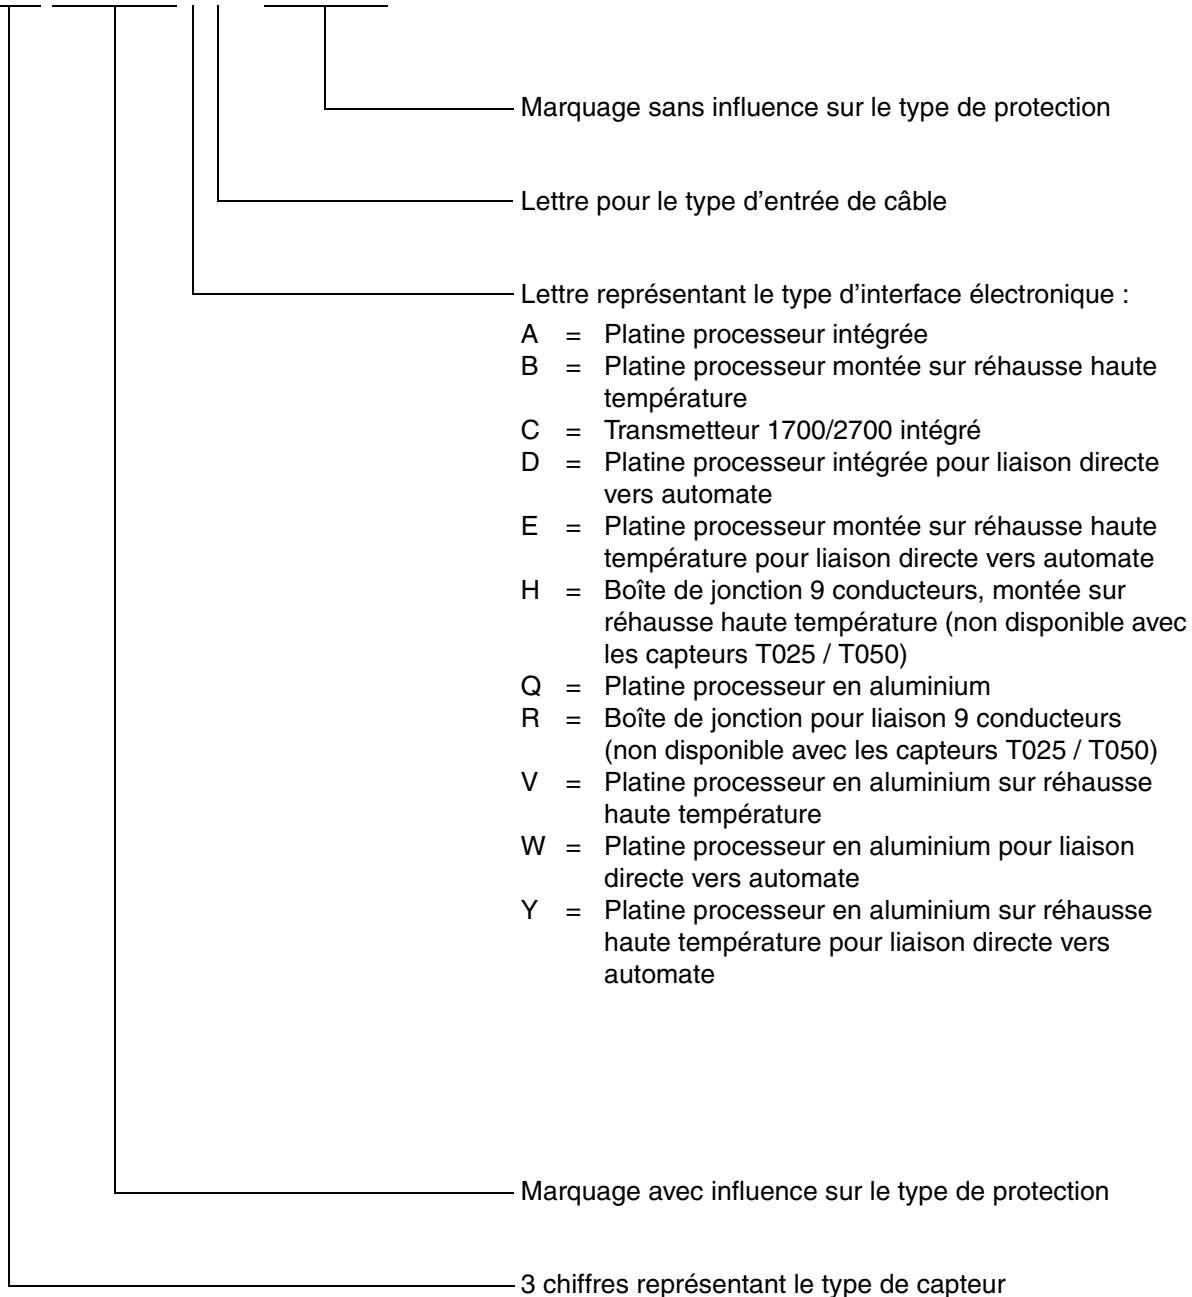 Marquage sans influence sur le type de protection
Lettre pour le type d'entrée de câble
Lettre représentant le type d'interface électronique :
A = Platine processeur intégrée
B = Platine processeur montée sur réhausse haute
température
C = Transmetteur 1700/2700 intégré
D = Platine processeur intégrée pour liaison directe
vers automate
E = Platine processeur montée sur réhausse haute
température pour liaison directe vers automate
H = Boîte de jonction 9 conducteurs, montée sur
réhausse haute température (non disponible avec
les capteurs T025 / T050)
Q = Platine processeur en aluminium
R = Boîte de jonction pour liaison 9 conducteurs
(non disponible avec les capteurs T025 / T050)
V = Platine processeur en aluminium sur réhausse
haute température
W = Platine processeur en aluminium pour liaison
directe vers automate
Y = Platine processeur en aluminium sur réhausse
haute température pour liaison directe vers
automate
Marquage avec influence sur le type de protection
3 chiffres représentant le type de capteur